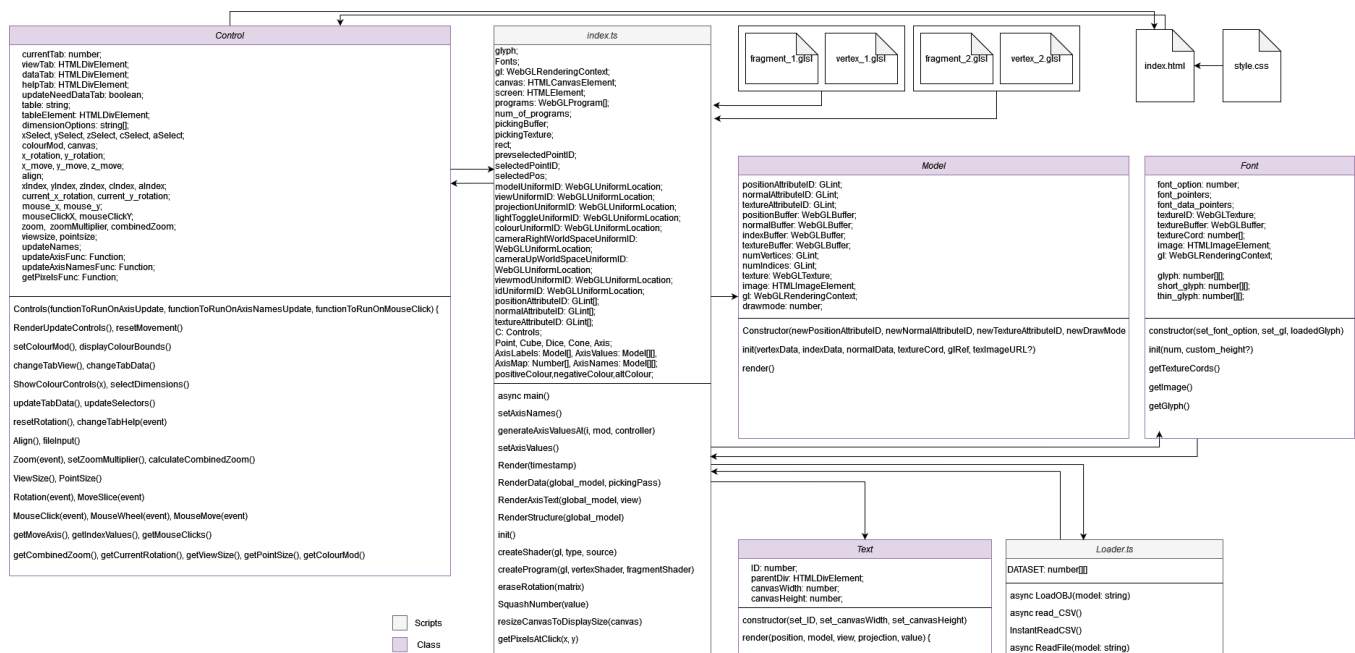 Control
currentTab: number;
viewTab: HTMLDivElement;
dataTab: HTMLDivElement;
helpTab: HTMLDivElement;
updateNeedDataTab: boolean;
table: string;
tableElement: HTMLDivElement;
dimensionOptions: string[];
xSelect, ySelect, zSelect, cSelect, aSelect;
colourMod, canvas;
x_rotation, y_rotation;
x_move, y_move, z_move;
align;
xIndex, yIndex, zIndex, cIndex, aIndex;
current_x_rotation, current_y_rotation;
mouse_x, mouse_y;
mouseClickX, mouseClickY;
zoom, zoomMultiplier, combinedZoom;
viewsize, pointsize;
updateNames;
updateAxisFunc: Function;
updateAxisNamesFunc: Function;
getPixelsFunc: Function;
Controls(functionToRunOnAxisUpdate, functionToRunOnAxisNamesUpdate, functionToRunOnMouseClick) {
RenderUpdateControls(), resetMovement()
setColourMod(), displayColourBounds()
changeTabView(), changeTabData()
ShowColourControls(x), selectDimensions()
updateTabData(), updateSelectors()
resetRotation(), changeTabHelp(event)
Align(), fileInput()
Zoom(event), setZoomMultiplier(), calculateCombinedZoom()
ViewSize(), PointSize()
Rotation(event), MoveSlice(event)
MouseClick(event), MouseWheel(event), MouseMove(event)
getMoveAxis(), getIndexValues(), getMouseClicks()
getCombinedZoom(), getCurrentRotation(), getViewSize(), getPointSize(), getColourMod()
index.ts
glyph;
Fonts;
gl: WebGLRenderingContext;
canvas: HTMLCanvasElement;
screen: HTMLElement;
programs: WebGLProgram[];
num_of_programs;
pickingBuffer;
pickingTexture;
rect;
prevselectedPointID;
selectedPointID;
selectedPos;
modelUniformID: WebGLUniformLocation;
viewUniformID: WebGLUniformLocation;
projectionUniformID: WebGLUniformLocation;
lightToggleUniformID: WebGLUniformLocation;
colourUniformID: WebGLUniformLocation;
cameraRightWorldSpaceUniformID:
WebGLUniformLocation;
cameraUpWorldSpaceUniformID:
WebGLUniformLocation;
viewmodUniformID: WebGLUniformLocation;
idUniformID: WebGLUniformLocation;
positionAttributeID: GLint[];
normalAttributeID: GLint[];
textureAttributeID: GLint[];
C: Controls;
Point, Cube, Dice, Cone, Axis;
AxisLabels: Model[], AxisValues: Model[][];
AxisMap: Number[], AxisNames: Model[][];
positiveColour,negativeColour,altColour;
async main()
setAxisNames()
generateAxisValuesAt(i, mod, controller)
setAxisValues()
Render(timestamp)
RenderData(global_model, pickingPass)
RenderAxisText(global_model, view)
RenderStructure(global_model)
init()
createShader(gl, type, source)
createProgram(gl, vertexShader, fragmentShader)
eraseRotation(matrix)
SquashNumber(value)
resizeCanvasToDisplaySize(canvas)
getPixelsAtClick(x, y)
fragment_1.glsl
vertex_1.glsl
fragment_2.glsl
vertex_2.glsl
index.html
style.css
Model
positionAttributeID: GLint;
normalAttributeID: GLint;
textureAttributeID: GLint;
positionBuffer: WebGLBuffer;
normalBuffer: WebGLBuffer;
indexBuffer: WebGLBuffer;
textureBuffer: WebGLBuffer;
numVertices: GLint;
numIndices: GLint;
texture: WebGLTexture;
image: HTMLImageElement;
gl: WebGLRenderingContext;
drawmode: number;
Constructor(newPositionAttributeID, newNormalAttributeID, newTextureAttributeID, newDrawMode
init(vertexData, indexData, normalData, textureCord, glRef, texImageURL?)
render()
Font
font_option: number;
font_pointers;
font_data_pointers;
textureID: WebGLTexture;
textureBuffer: WebGLBuffer;
textureCord: number[];
image: HTMLImageElement;
gl: WebGLRenderingContext;
glyph: number[][];
short_glyph: number[][];
thin_glyph: number[][];
constructor(set_font_option, set_gl, loadedGlyph)
init(num, custom_height?)
getTextureCords()
getImage()
getGlyph()
Text
ID: number;
parentDiv: HTMLDivElement;
canvasWidth: number;
canvasHeight: number;
constructor(set_ID, set_canvasWidth, set_canvasHeight)
render(position, model, view, projection, value) {
Loader.ts
DATASET: number[][]
async LoadOBJ(model: string)
async read_CSV()
InstantReadCSV()
async ReadFile(model: string)
Scripts
Class